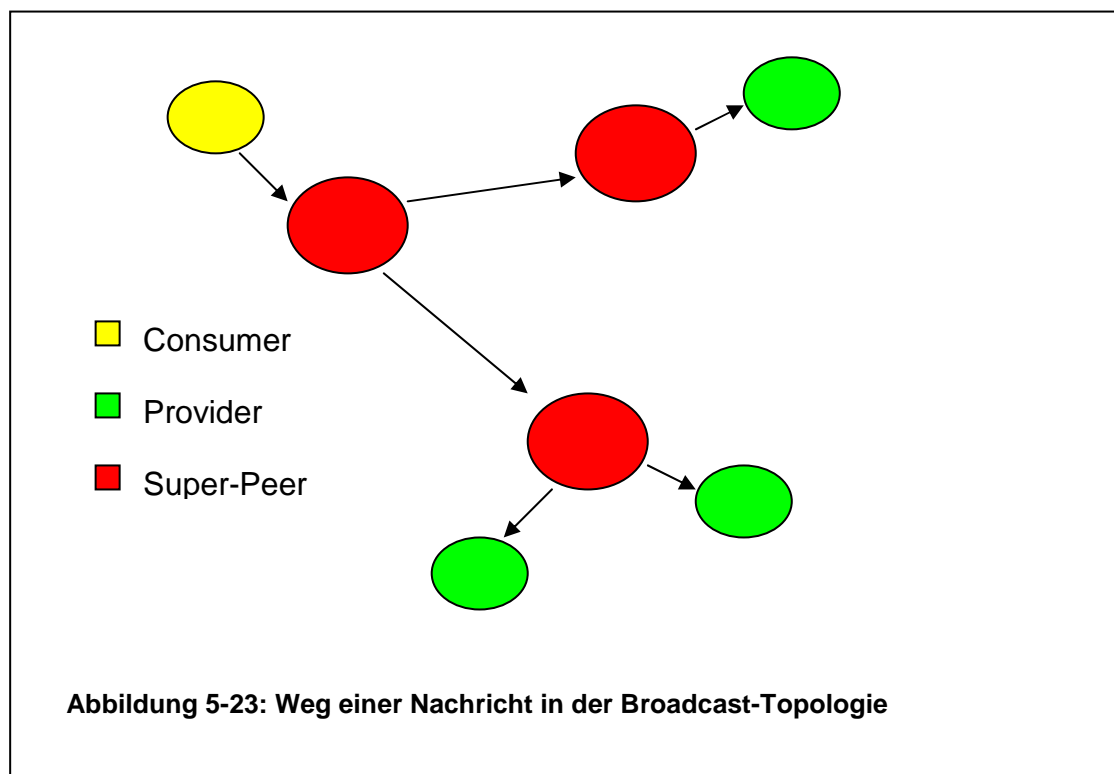 Consumer
Provider
Super-Peer
Abbildung 5-23: Weg einer Nachricht in der Broadcast-Topologie